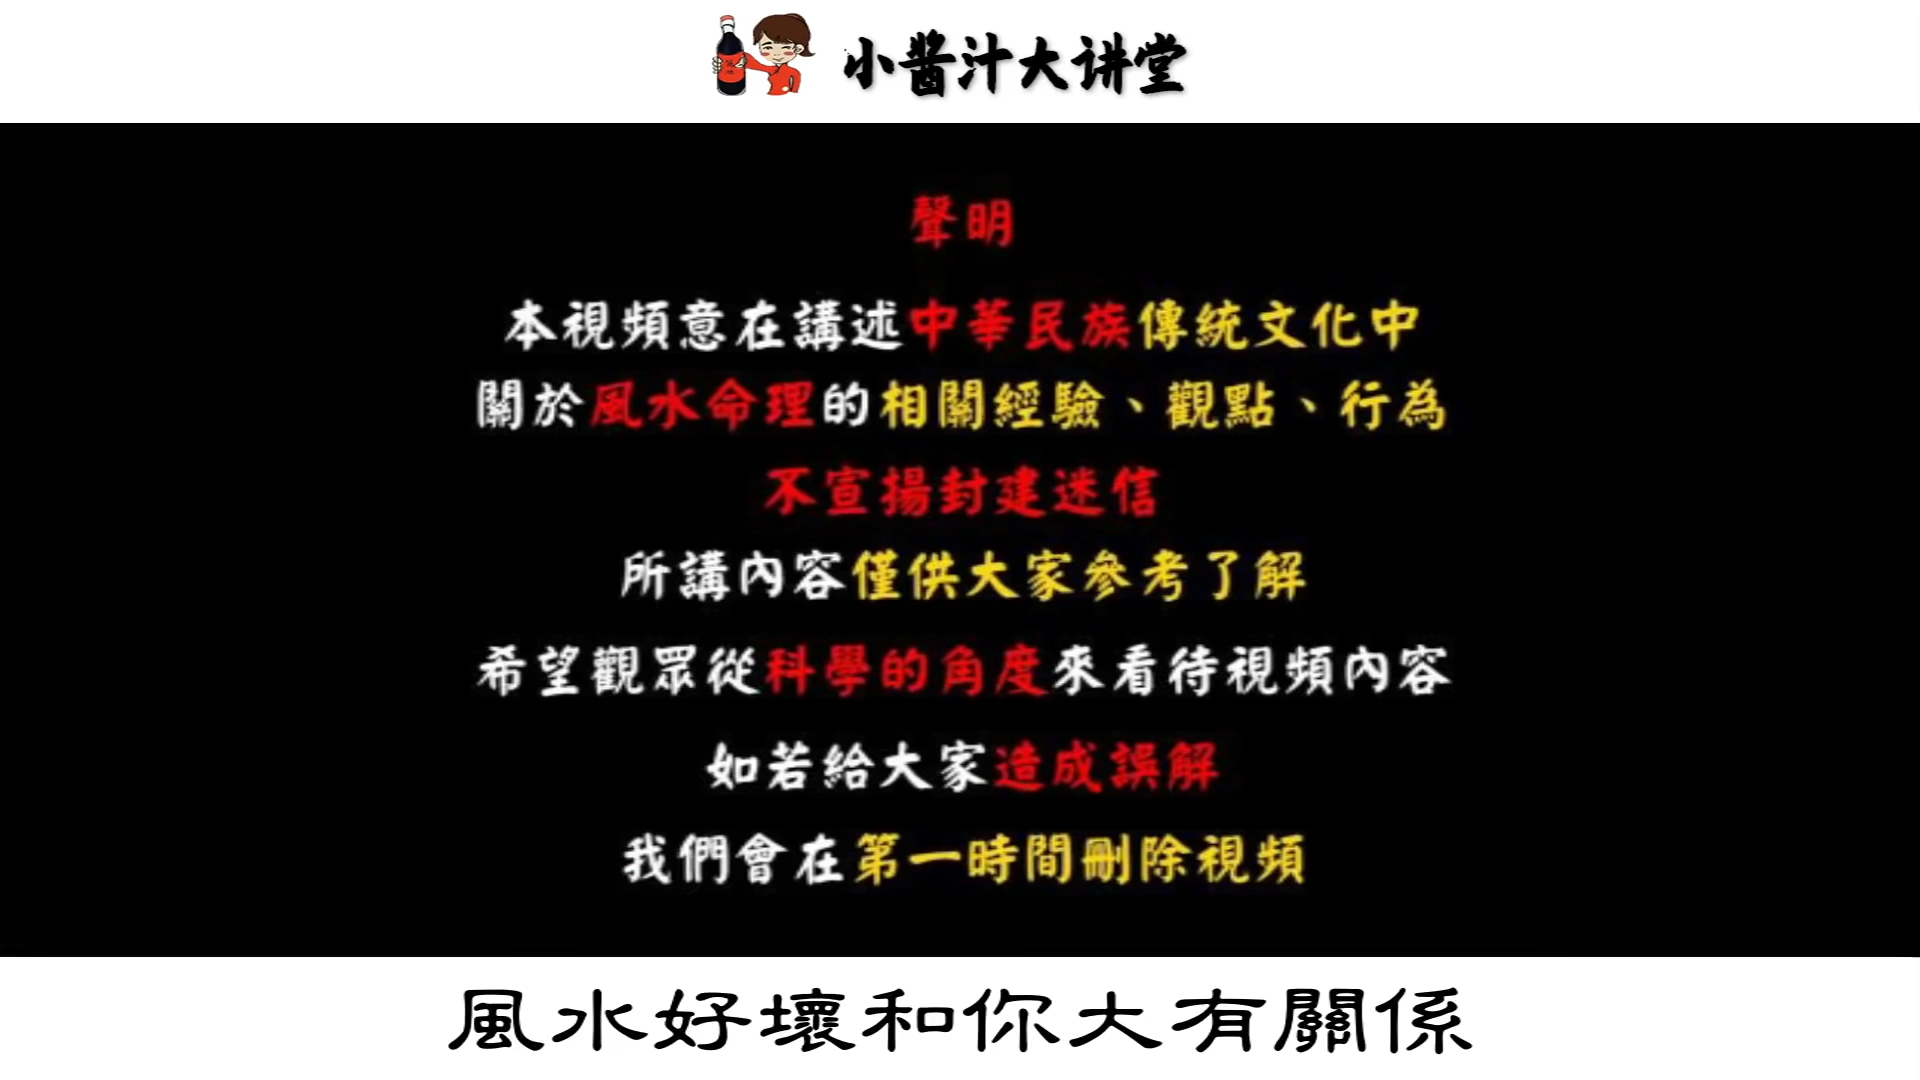 小酱汁大讲堂
聲明
本視頻意在講述中華民族傳統文化中
關於風水命理的相關經驗、觀點、行為
不宣揚封建迷信
所講內容僅供大家參考了解
希望觀眾從科學的角度來看待視頻內容
如若給大家造成誤解
我們會在第一時間刪除視頻
風水好壞和你大有關係